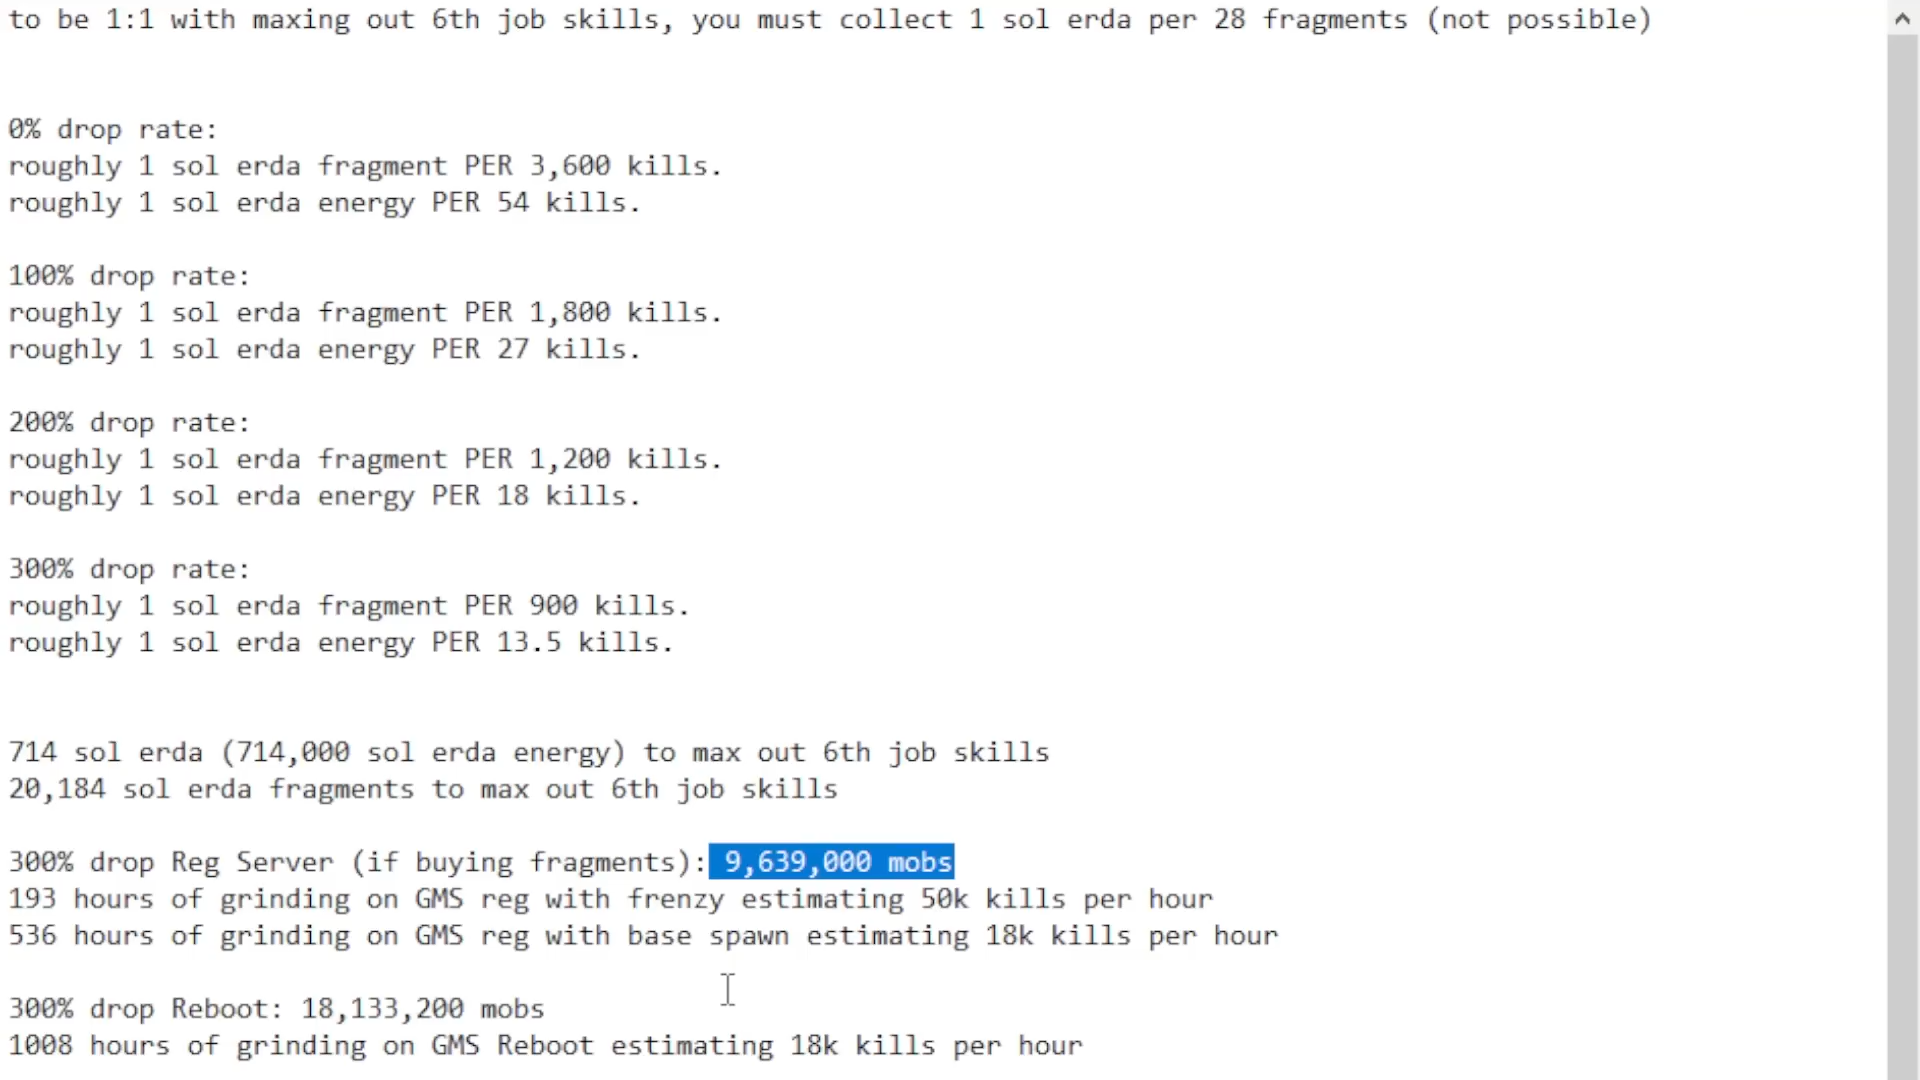 to be 1:1 with maxing out 6th job skills, you must collect 1 sol erda per 28 fragments (not possible)
0% drop rate:
roughly 1 sol erda fragment PER 3,600 kills.
roughly 1 sol erda energy PER 54 kills.
100% drop rate:
roughly 1 sol erda fragment PER 1,800 kills.
roughly 1 sol erda energy PER 27 kills.
200% drop rate:
roughly 1 sol erda fragment PER 1,200 kills.
roughly 1 sol erda energy PER 18 kills.
300% drop rate:
roughly 1 sol erda fragment PER 900 kills.
roughly 1 sol erda energy PER 13.5 kills.
714 sol erda (714,000 sol erda energy) to max out 6th job skills
20,184 sol erda fragments to max out 6th job skills
300% drop Reg Server (if buying fragments): 9,639,000 mobs
193 hours of grinding on GMS reg with frenzy estimating 50k kills per hour
536 hours of grinding on GMS reg with base spawn estimating 18k kills per hour
300% drop Reboot: 18,133,200 mobs
1008 hours of grinding on GMS Reboot estimating 18k kills per hour